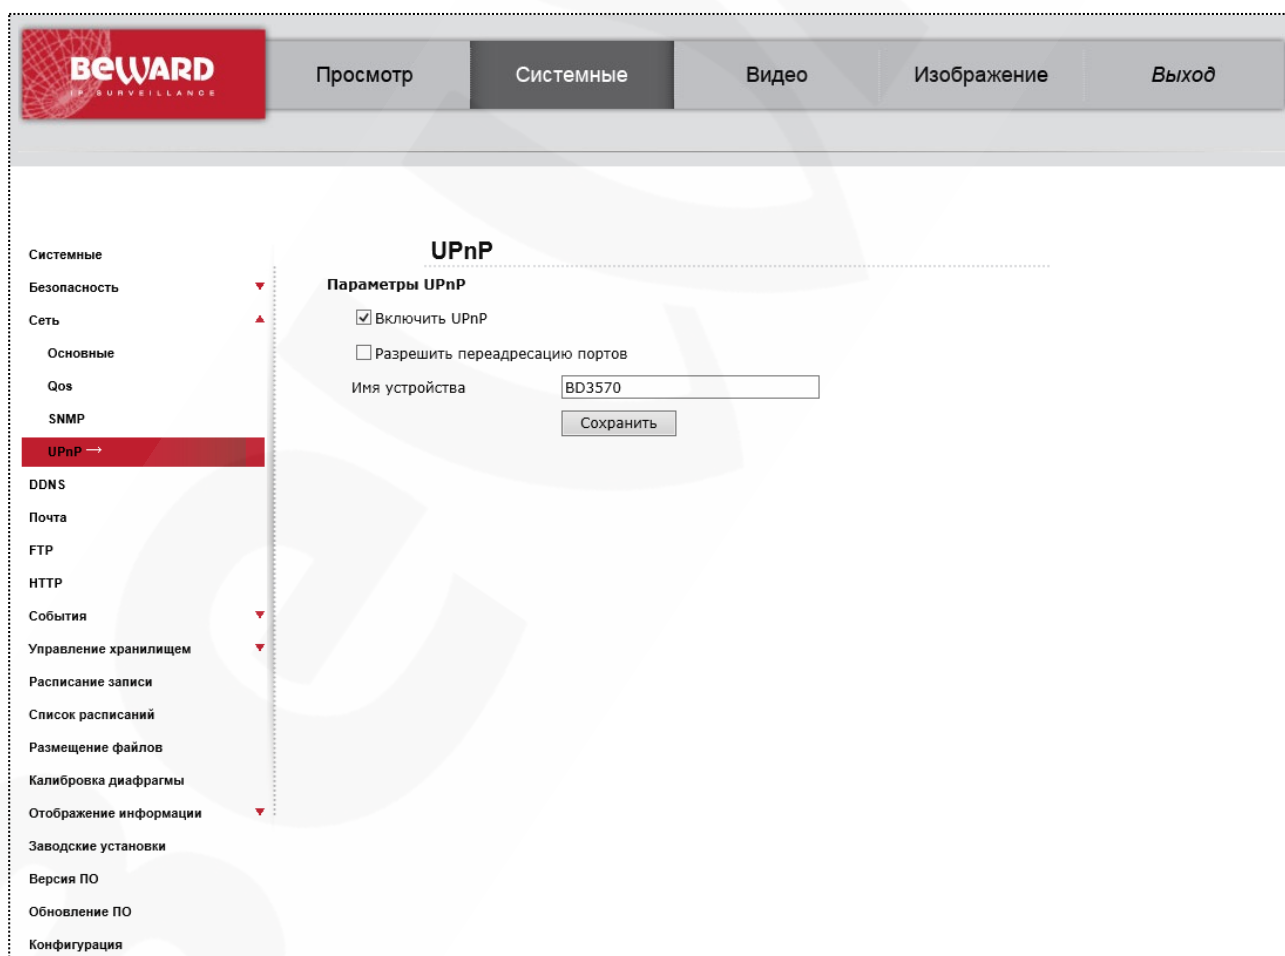 BEWARD
IP SURVEILLANCE
Просмотр
Системные
Видео
Изображение
Выход
UPnP
Системные
Безопасность
Сеть
Основные
Qos
SNMP
UPnP →
DDNS
Почта
FTP
HTTP
События
Управление хранилищем
Расписание записи
Список расписаний
Размещение файлов
Калибровка диафрагмы
Отображение информации
Заводские установки
Версия ПО
Обновление ПО
Конфигурация
Параметры UPnP
Включить UPnP
Разрешить переадресацию портов
Имя устройства BD3570
Сохранить